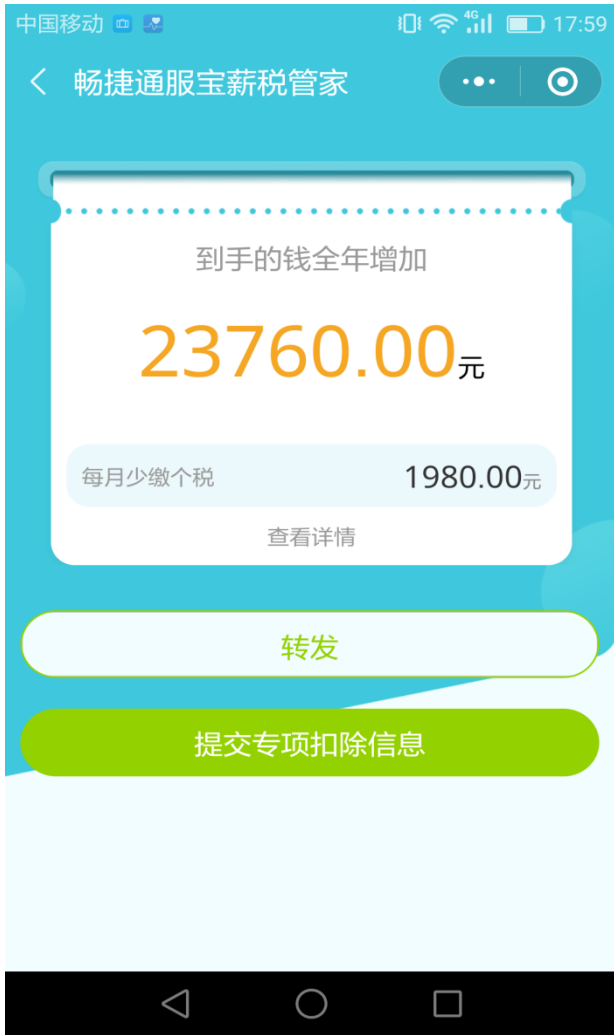 中国移动 4G 17:59
畅捷通服宝薪税管家
到手的钱全年增加
23760.00元
每月少缴个税 1980.00元
查看详情
转发
提交专项扣除信息